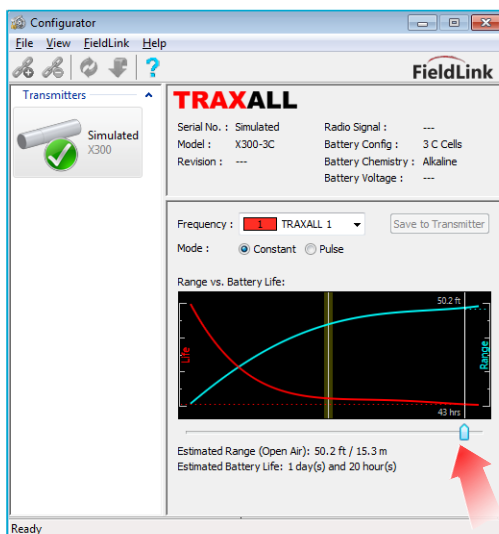 Configurator
File View FieldLink Help
FieldLink
Transmitters
Simulated
X300
TRAXALL
Serial No. : Simulated Radio Signal : ---
Model : X300-3C Battery Config : 3 C Cells
Revision : --- Battery Chemistry : Alkaline
Battery Voltage : ---
Frequency : 1 TRAXALL 1 Save to Transmitter
Mode : Constant Pulse
Range vs. Battery Life:
50.2 ft
Life
Range
43 hrs
Estimated Range (Open Air): 50.2 ft / 15.3 m
Estimated Battery Life: 1 day(s) and 20 hour(s)
Ready